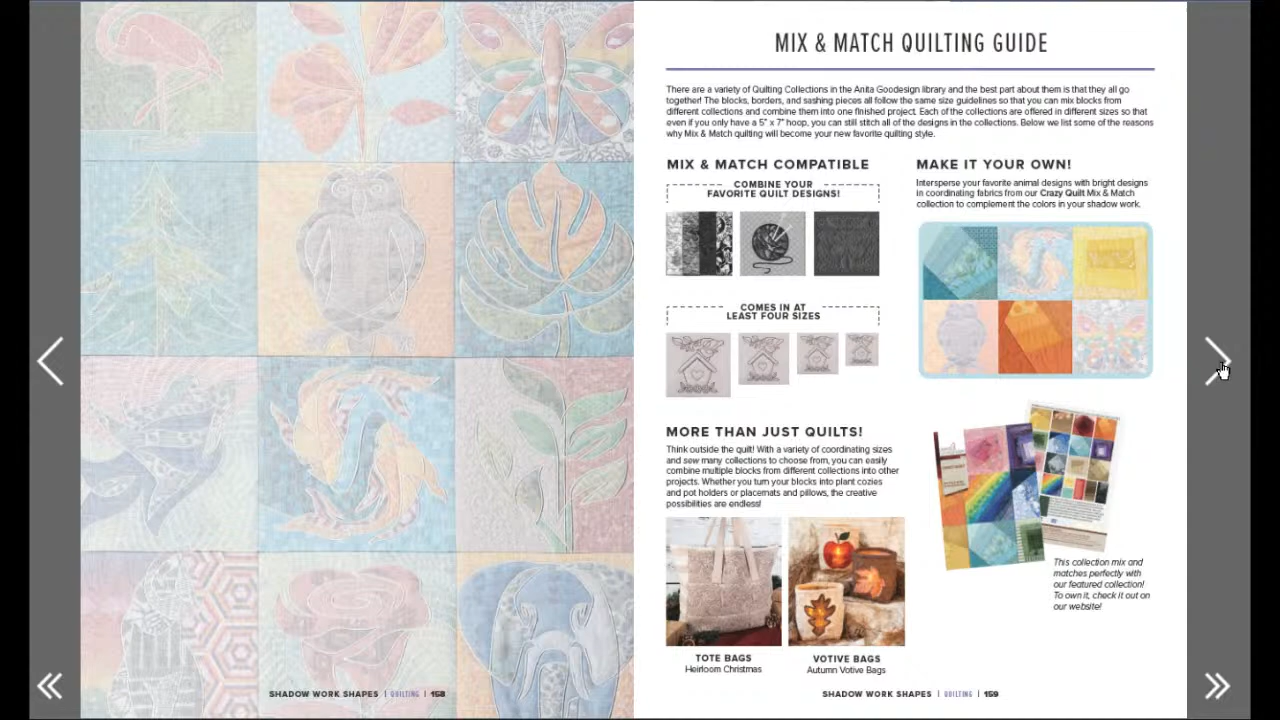 MIX & MATCH QUILTING GUIDE
There are a variety of Quilting Collections in the Anita Goodesign library and the best part about them is that they all go
together! The blocks, borders, and sashing pieces all follow the same size guidelines so that you can mix blocks from
different collections and combine them into one finished project. Each of the collections are offered in different sizes so that
even if you only have a 5" x 7" hoop, you can still stitch all of the designs in the collections. Below we list some of the reasons
why Mix & Match quilting will become your new favorite quilting style.
MIX & MATCH COMPATIBLE
COMBINE YOUR
FAVORITE QUILT DESIGNS!
COMES IN AT
LEAST FOUR SIZES
MORE THAN JUST QUILTS!
Think outside the quilt! With a variety of coordinating sizes
and sew many collections to choose from, you can easily
combine multiple blocks from different collections into other
projects. Whether you turn your blocks into plant cozies
and pot holders or placemats and pillows, the creative
possibilities are endless!
TOTE BAGS
Heirloom Christmas
VOTIVE BAGS
Autumn Votive Bags
MAKE IT YOUR OWN!
Intersperse your favorite animal designs with bright designs
in coordinating fabrics from our Crazy Quilt Mix & Match
collection to complement the colors in your shadow work.
This collection mix and
matches perfectly with
our featured collection!
To own it, check it out on
our website!
SHADOW WORK SHAPES | QUILTING | 158
SHADOW WORK SHAPES | QUILTING | 159